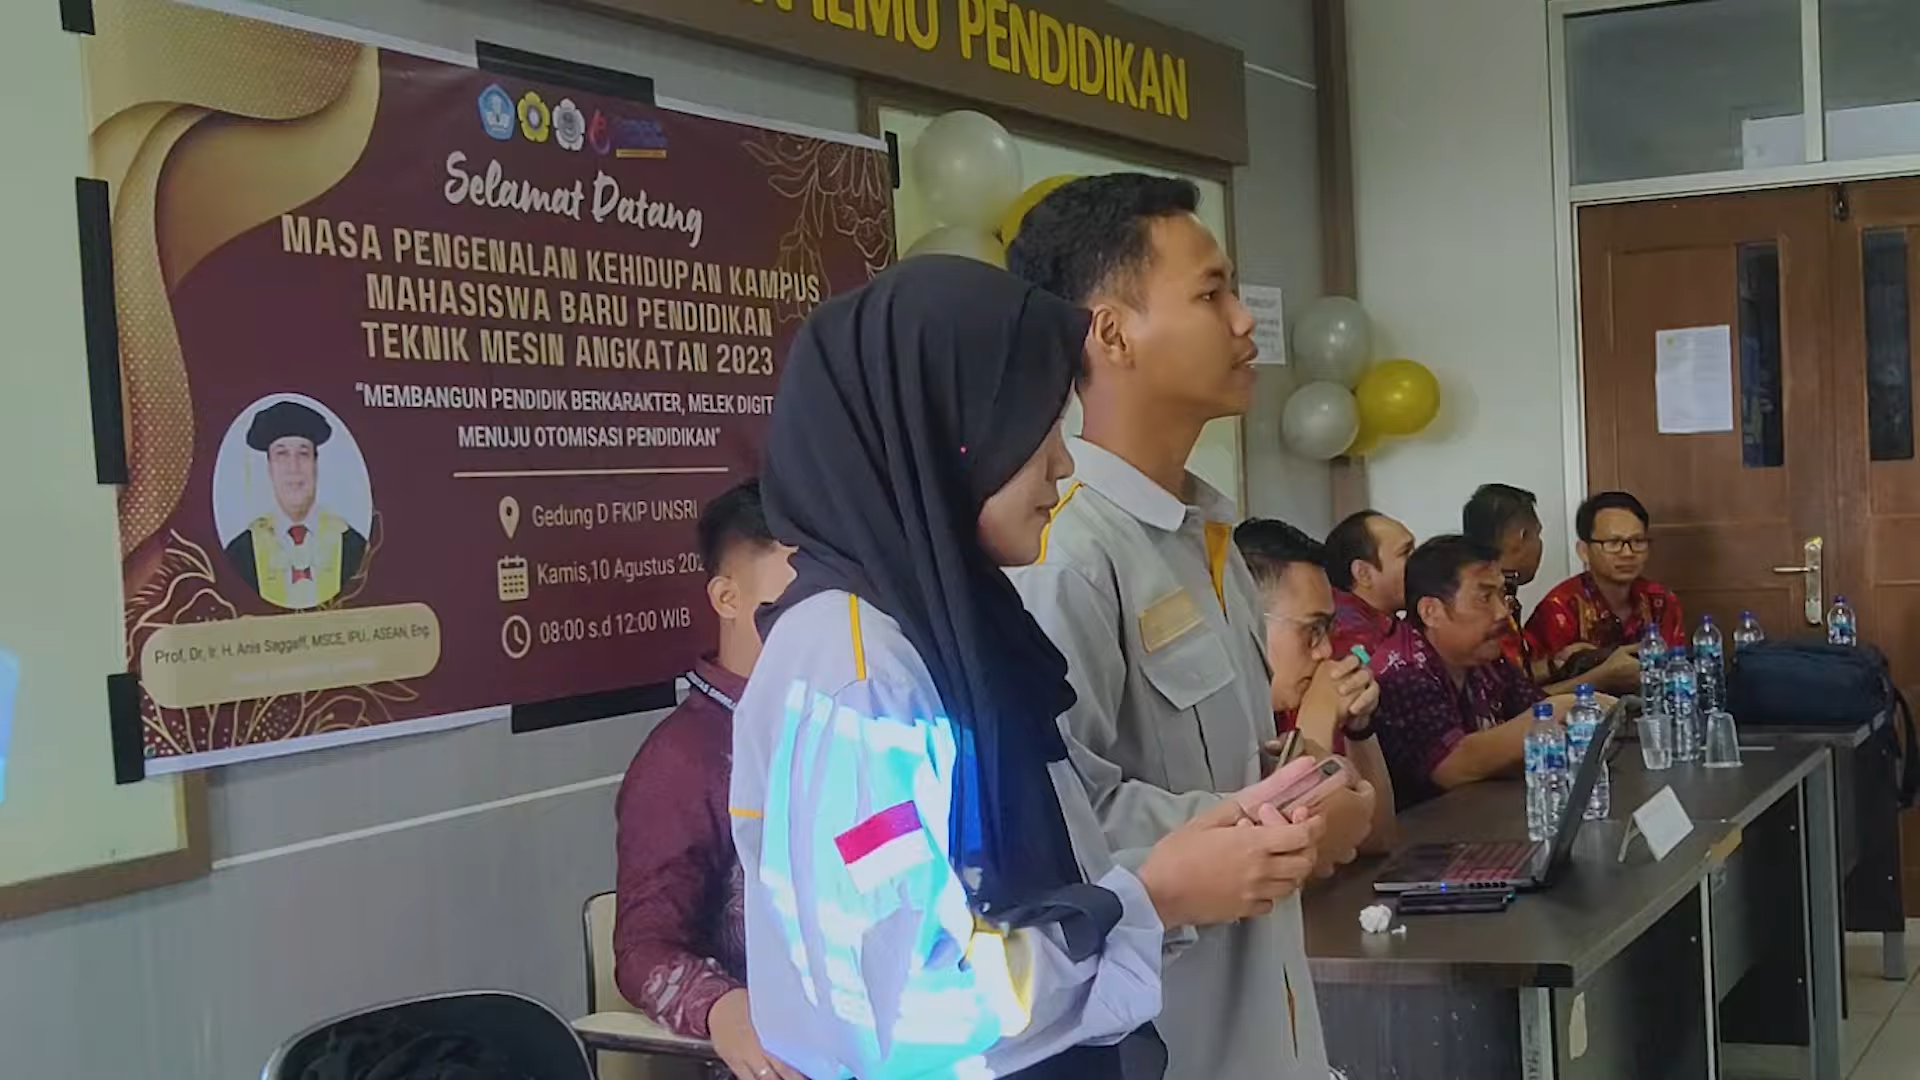 ILMU PENDIDIKAN
Selamat Datang
MASA PENGENALAN KEHIDUPAN KAMPUS
MAHASISWA BARU PENDIDIKAN
TEKNIK MESIN ANGKATAN 2023
"MEMBANGUN PENDIDIK BERKARAKTER, MELEK DIGIT
MENUJU OTOMISASI PENDIDIKAN"
Gedung D FKIP UNSRI
Kamis,10 Agustus 202
08:00 s.d 12:00 WIB
Prof. Dr. Ir. H. Anis Saggaff, MSCE, IPU., ASEAN, Eng.